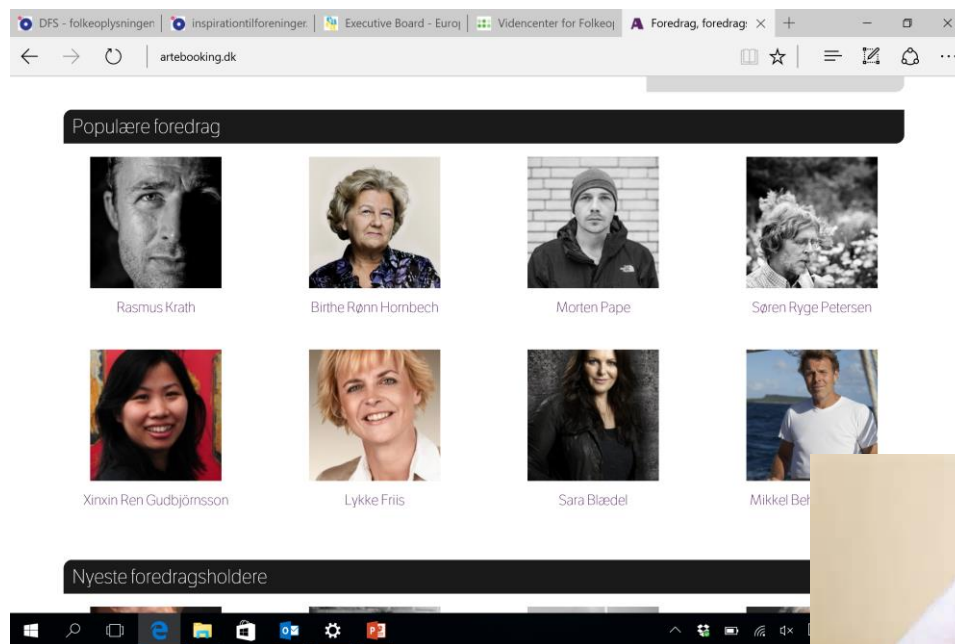 DFS - folkeoplysningen
inspirationtilforeninger.
Executive Board - Euro
Videncenter for Folkeo
Foredrag, foredrag
artebooking.dk
Populære foredrag
Rasmus Krath
Birthe Rønn Hornbech
Morten Pape
Søren Ryge Petersen
Xinxin Ren Gudbjörnsson
Lykke Friis
Sara Blædel
Mikkel Be
Nyeste foredragsholdere